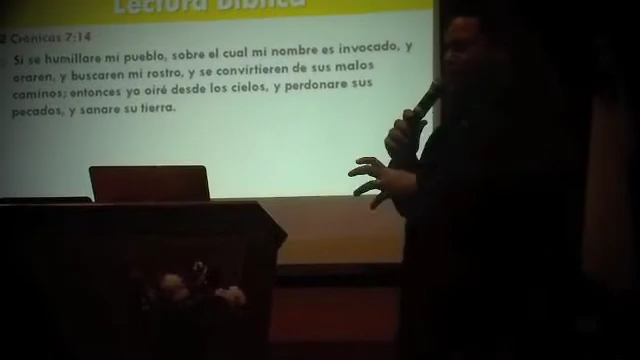 Lectura Bíblica
2 Crónicas 7:14
Si se humillare mi pueblo, sobre el cual mi nombre es invocado, y
oraren, y buscaren mi rostro, y se convirtieren de sus malos
caminos; entonces yo oiré desde los cielos, y perdonare sus
pecados, y sanare su tierra.